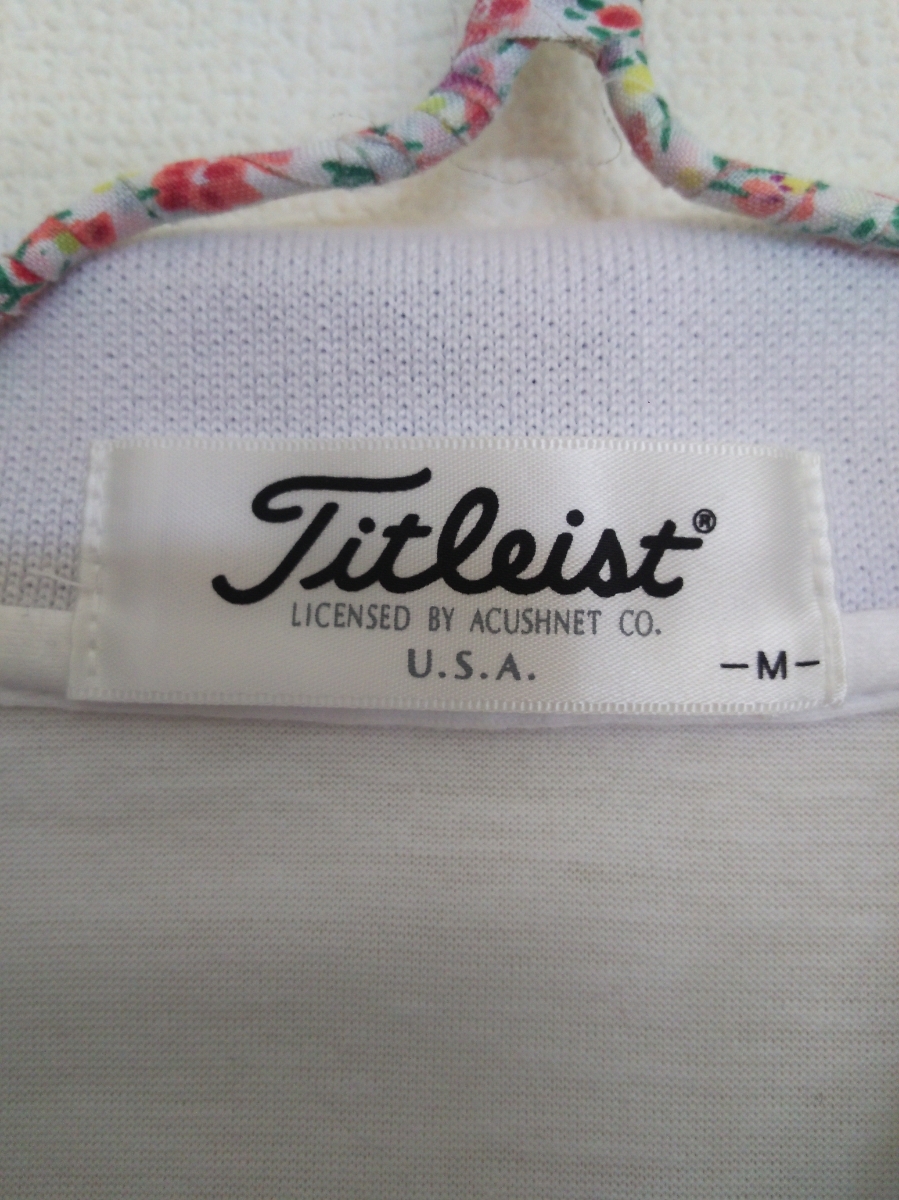 Titleist®
LICENSED BY ACUSHNET CO.
U.S.A.
-M-